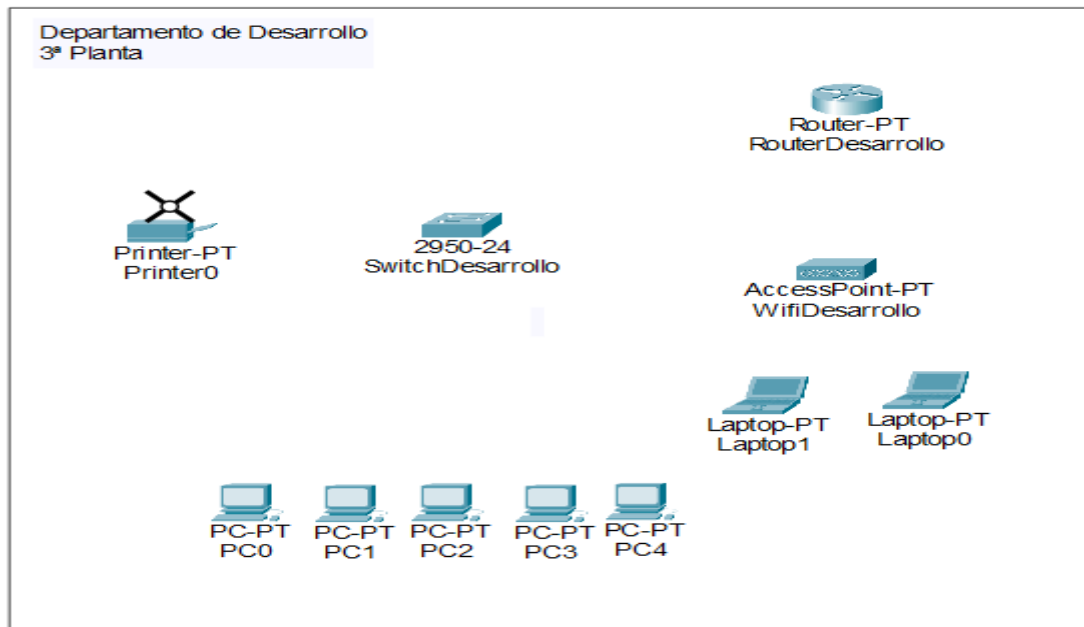 Departamento de Desarrollo
3ª Planta
Router-PT
RouterDesarrollo
Printer-PT
Printer0
2950-24
SwitchDesarrollo
AccessPoint-PT
WifiDesarrollo
Laptop-PT
Laptop1
Laptop-PT
Laptop0
PC-PT
PC0
PC-PT
PC1
PC-PT
PC2
PC-PT
PC3
PC-PT
PC4